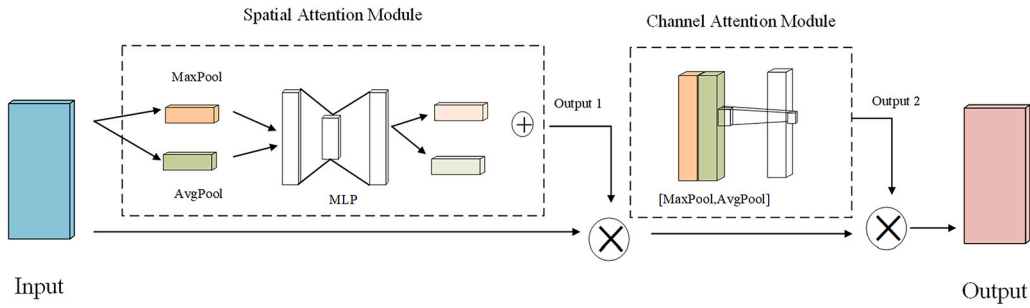 Spatial Attention Module
Channel Attention Module
MaxPool
AvgPool
MLP
+
Output 1
[MaxPool,AvgPool]
Output 2
Input
Output